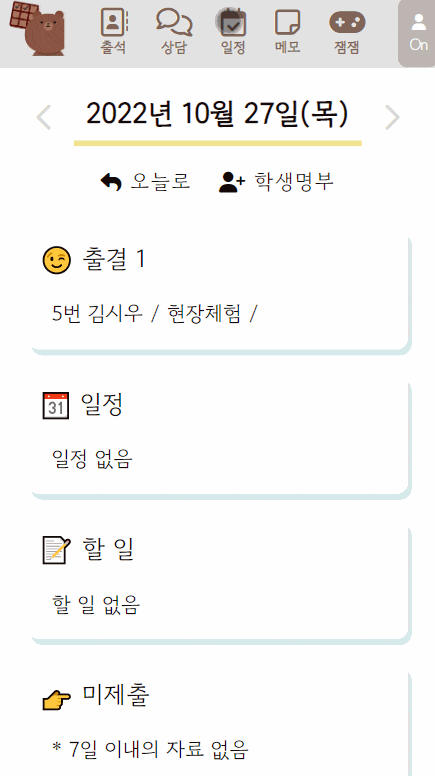 출석 상담 일정 메모 잼잼 On
2022년 10월 27일(목)
오늘로 학생명부
출결 1
5번 김시우 / 현장체험 /
31 일정
일정 없음
할 일
할 일 없음
미제출
* 7일 이내의 자료 없음